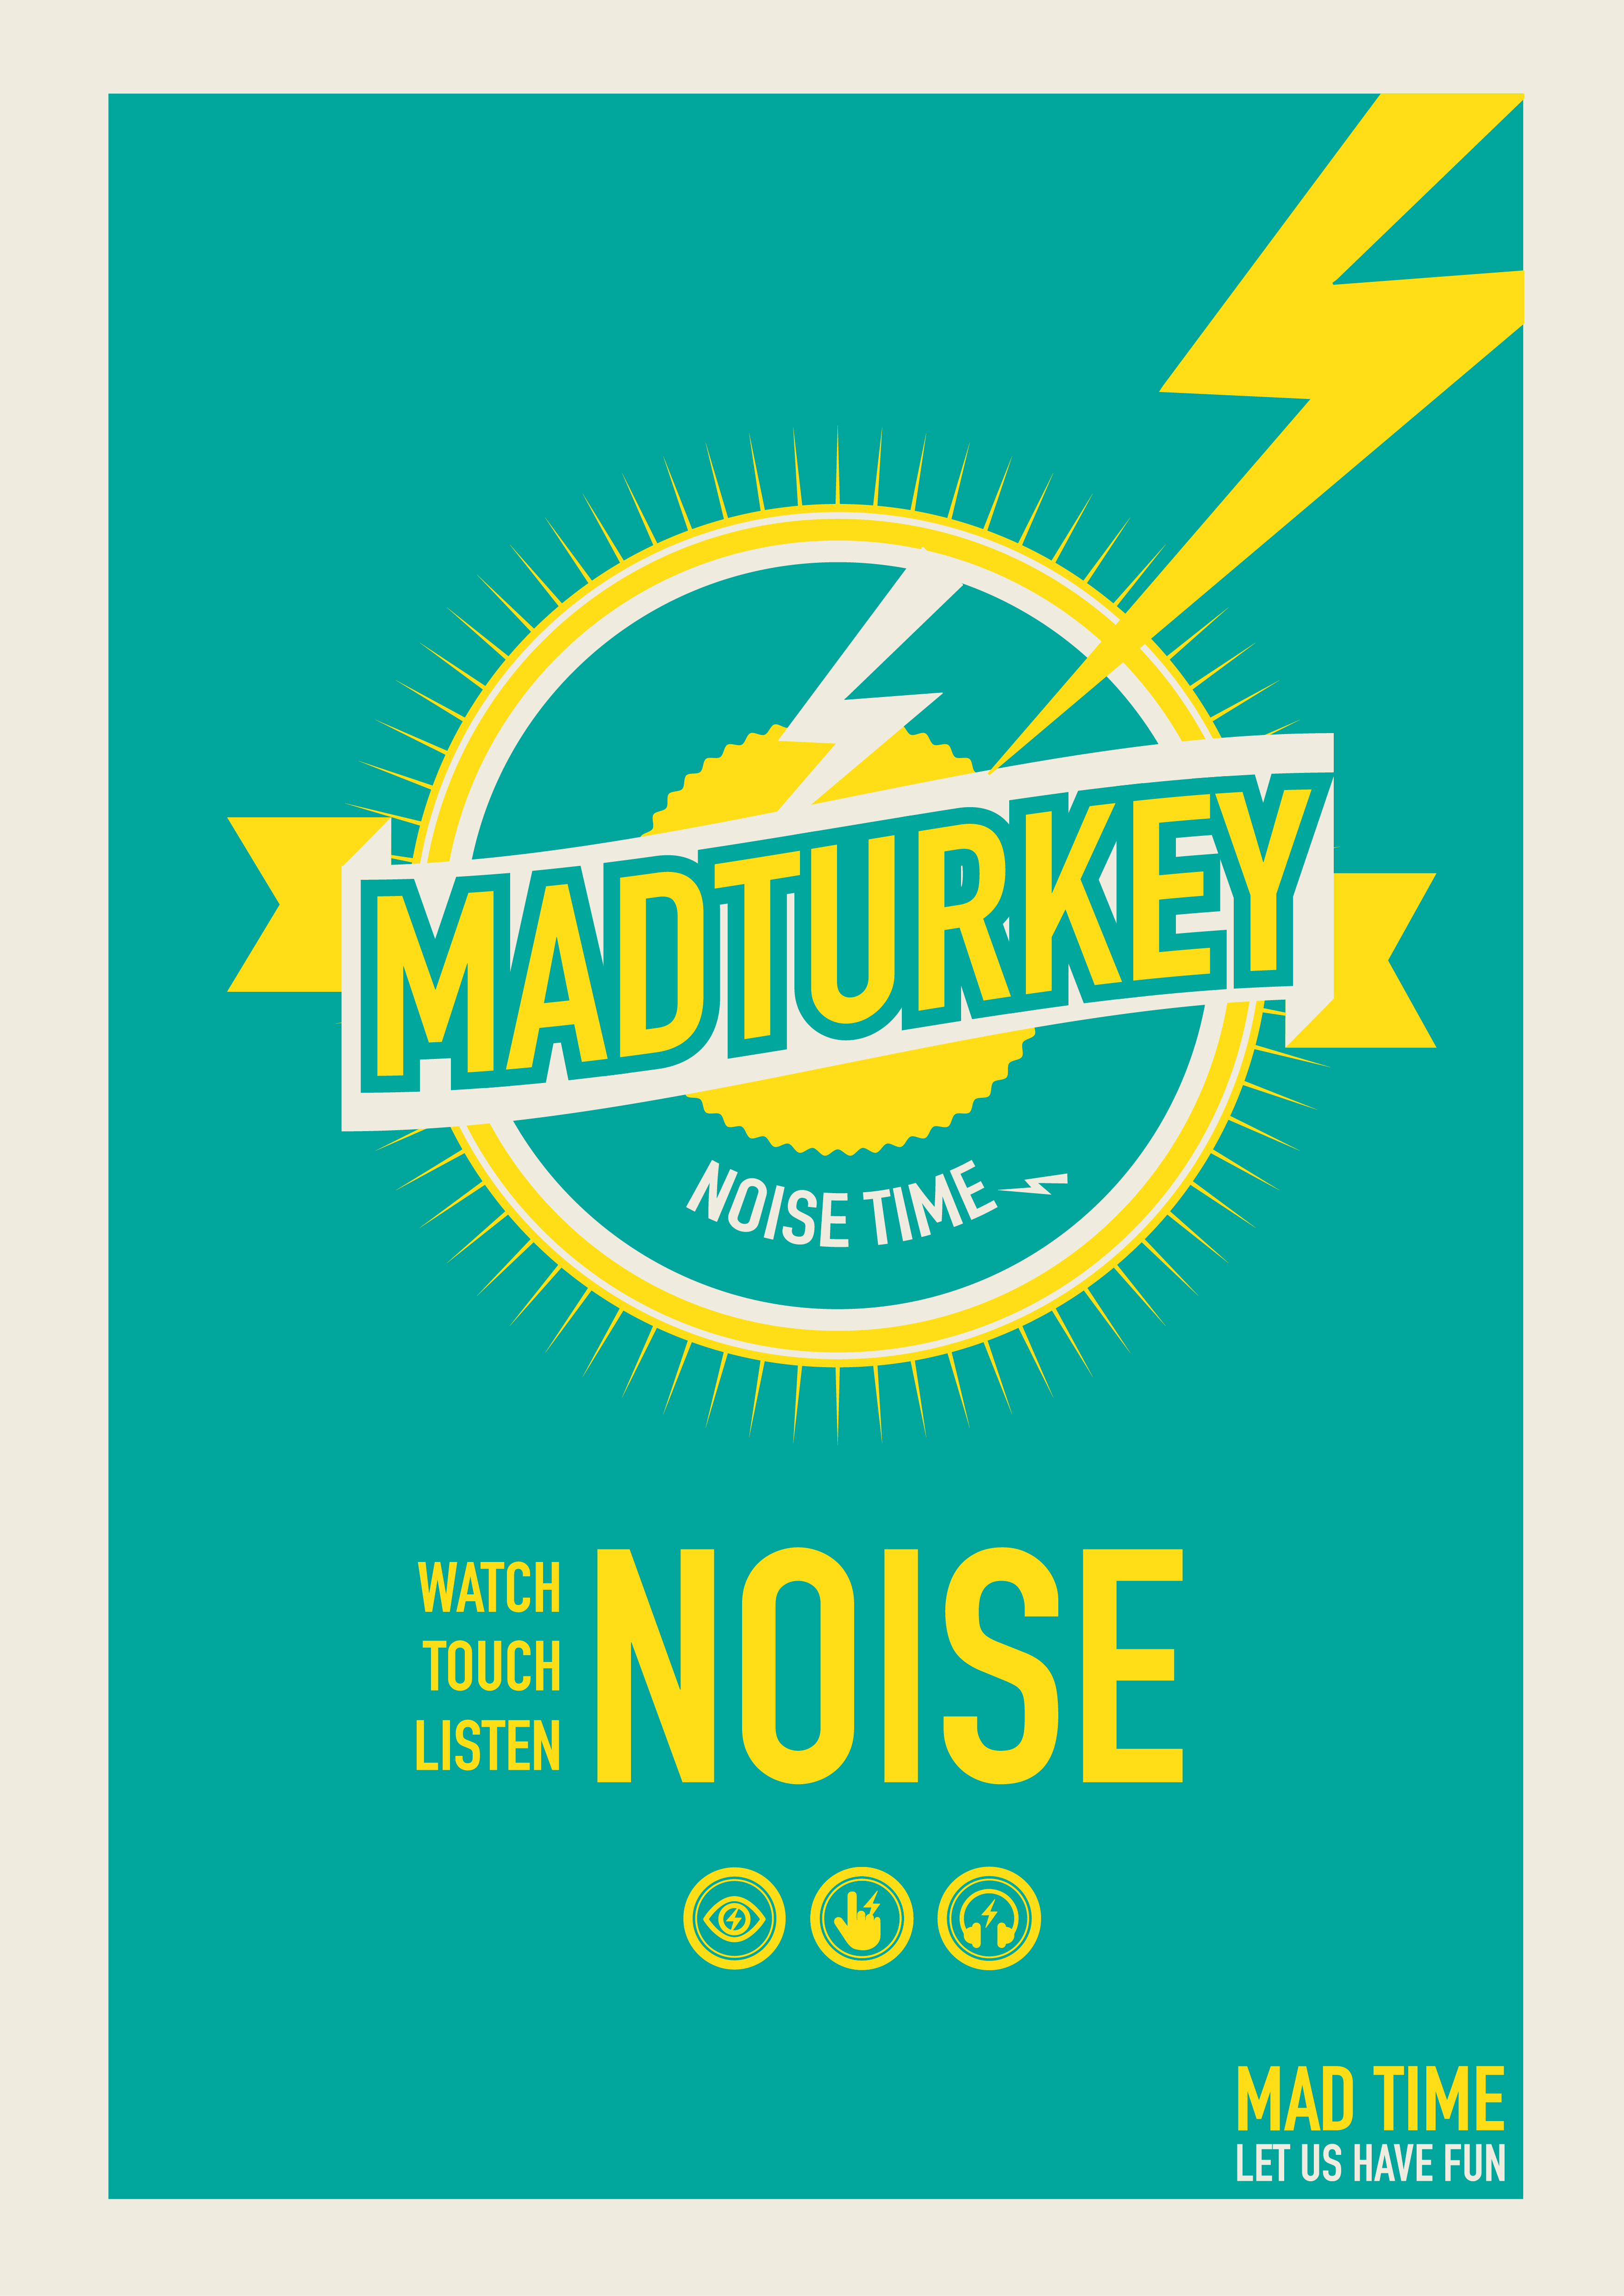 MADTURKEY
NOISE TIME
WATCH
TOUCH
LISTEN
NOISE
MAD TIME
LET US HAVE FUN